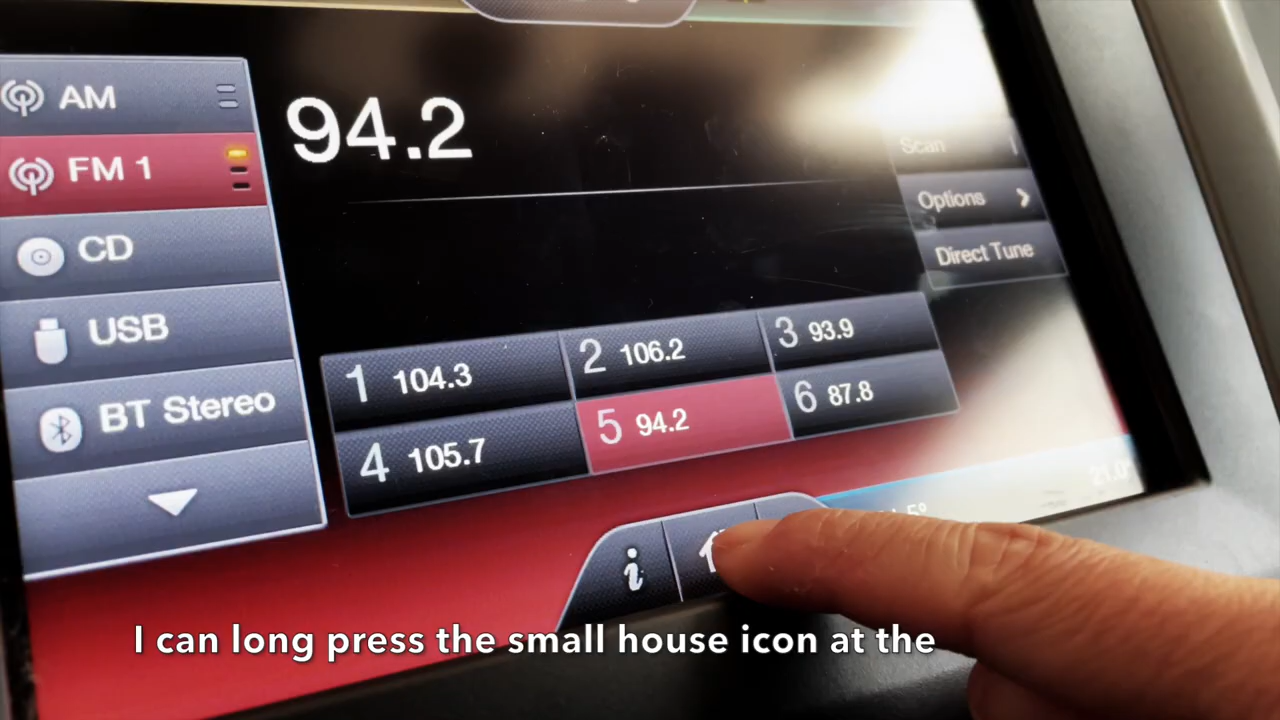 AM
FM 1
CD
USB
BT Stereo
94.2
Scan
Options
Direct Tune
1 104.3
2 106.2
3 93.9
4 105.7
5 94.2
6 87.8
i
21.0°
I can long press the small house icon at the